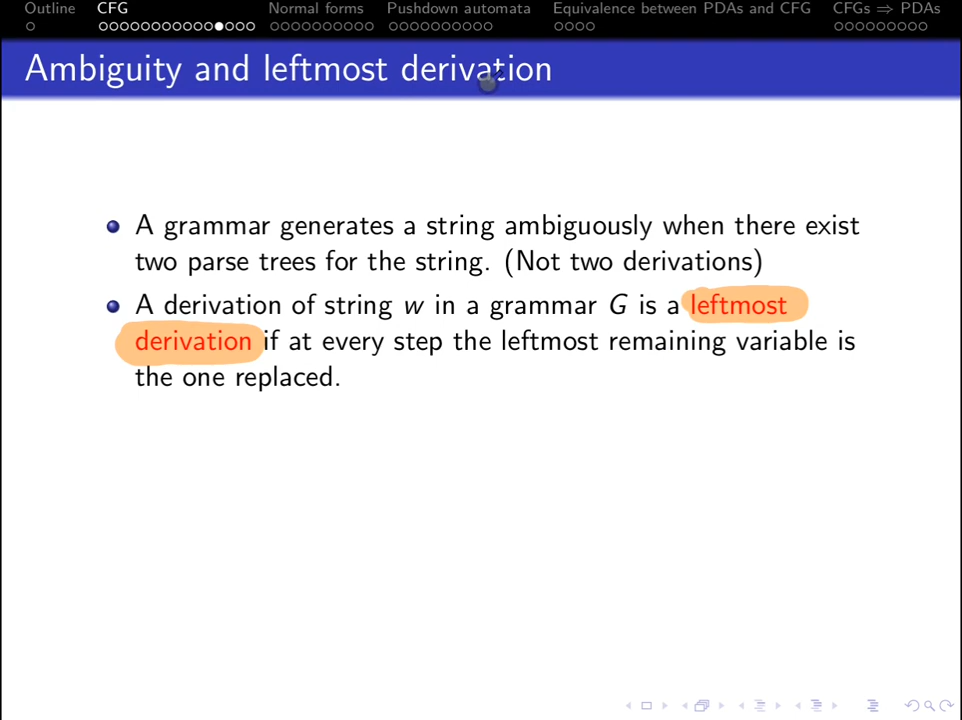 Outline CFG Normal forms Pushdown automata Equivalence between PDAs and CFG CFGs ⇒ PDAs
Ambiguity and leftmost derivation
A grammar generates a string ambiguously when there exist
two parse trees for the string. (Not two derivations)
A derivation of string w in a grammar G is a leftmost
derivation if at every step the leftmost remaining variable is
the one replaced.